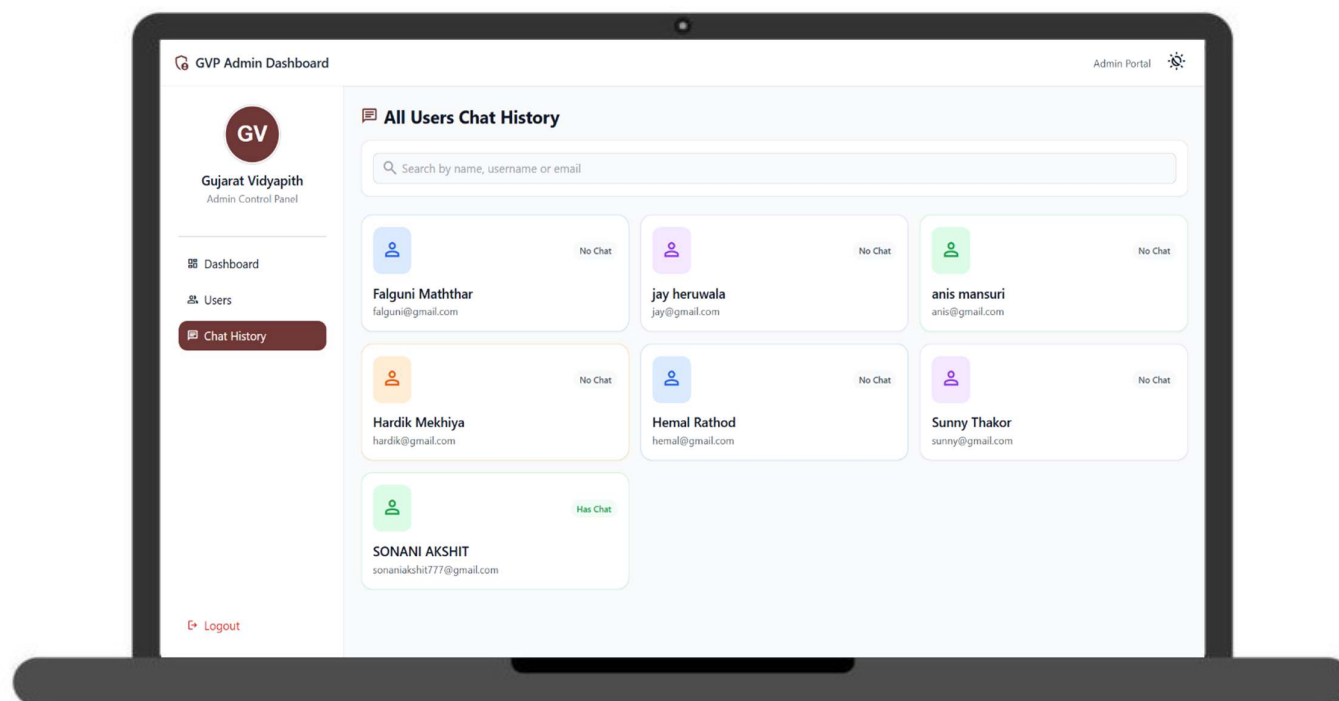 GVP Admin Dashboard
Admin Portal
GV
Gujarat Vidyapith
Admin Control Panel
Dashboard
Users
Chat History
Logout
All Users Chat History
Search by name, username or email
No Chat
Falguni Maththar
falguni@gmail.com
No Chat
jay heruwala
jay@gmail.com
No Chat
anis mansuri
anis@gmail.com
No Chat
Hardik Mekhiya
hardik@gmail.com
No Chat
Hemal Rathod
hemal@gmail.com
No Chat
Sunny Thakor
sunny@gmail.com
Has Chat
SONANI AKSHIT
sonaniakshit777@gmail.com